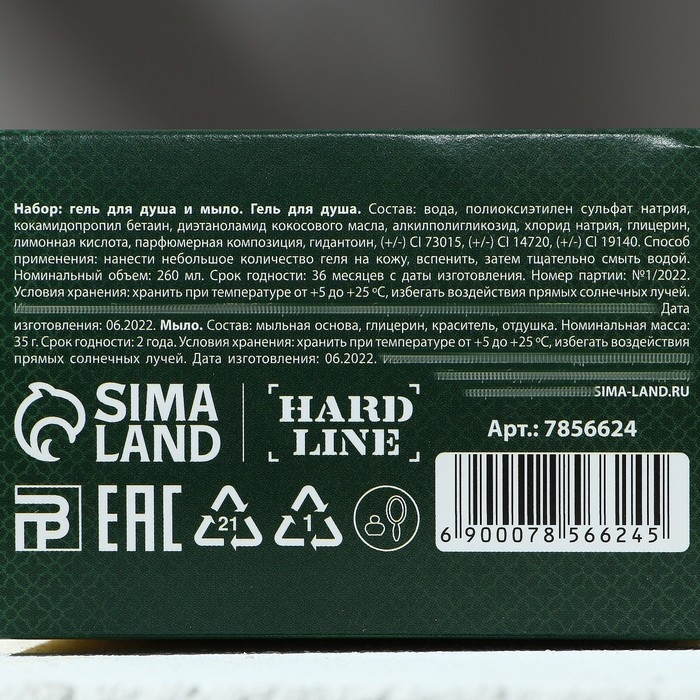 Набор: гель для душа и мыло. Гель для душа. Состав: вода, полиоксиэтилен сульфат натрия,
кокамидопропил бетаин, диэтаноламид кокосового масла, алкилполигликозид, хлорид натрия, глицерин,
лимонная кислота, парфюмерная композиция, гидантоин, (+/-) CI 73015, (+/-) CI 14720, (+/-) CI 19140. Способ
применения: нанести небольшое количество геля на кожу, вспенить, затем тщательно смыть водой.
Номинальный объем: 260 мл. Срок годности: 36 месяцев с даты изготовления. Номер партии: №1/2022.
Условия хранения: хранить при температуре от +5 до +25 ºС, избегать воздействия прямых солнечных лучей.
Дата
изготовления: 06.2022. Мыло. Состав: мыльная основа, глицерин, краситель, отдушка. Номинальная масса:
35 г. Срок годности: 2 года. Условия хранения: хранить при температуре от +5 до +25 ºС, избегать воздействия
прямых солнечных лучей. Дата изготовления: 06.2022.
SIMA-LAND.RU
SIMA
LAND
HARD
LINE
Арт.: 7856624
EAC
21
1
6 900078 566245